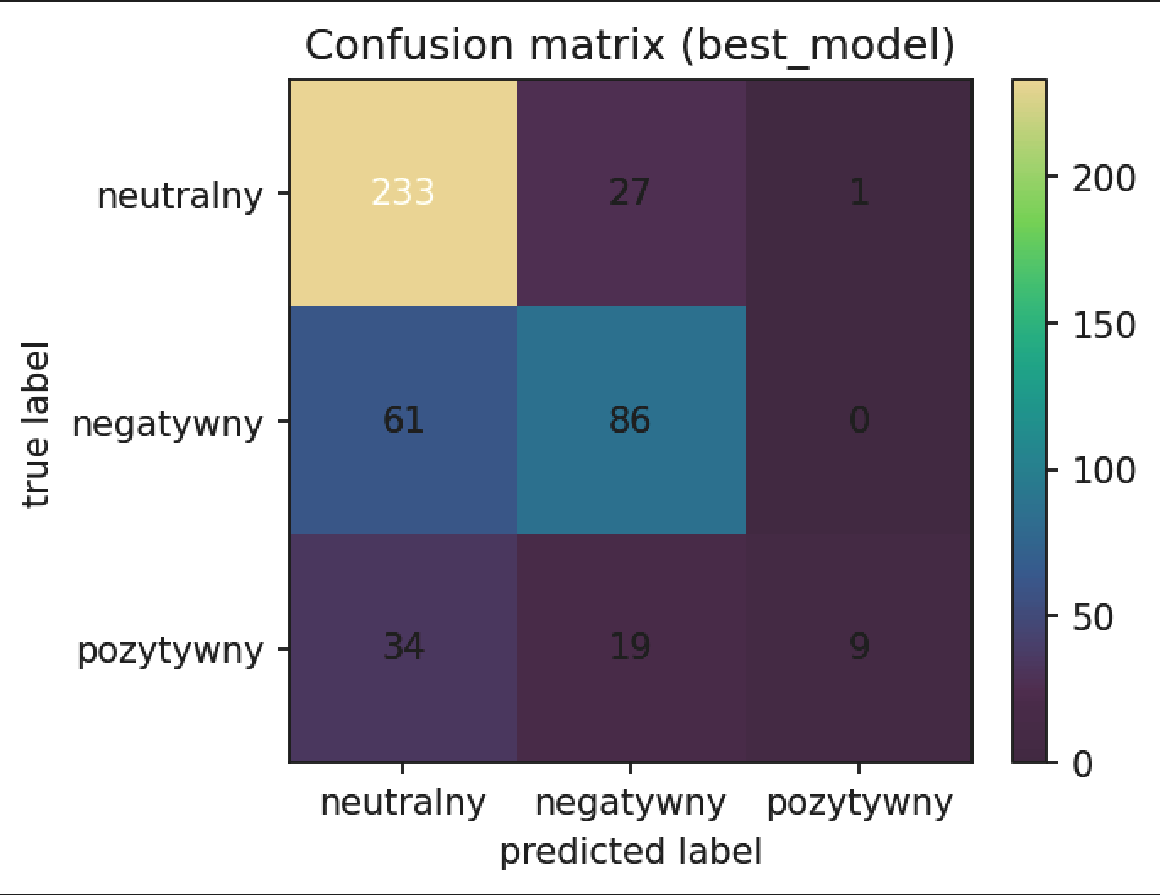 Confusion matrix (best_model)
neutralny 233 27 1
negatywny 61 86 0
pozytywny 34 19 9
neutralny negatywny pozytywny
predicted label
true label
200
150
100
50
0